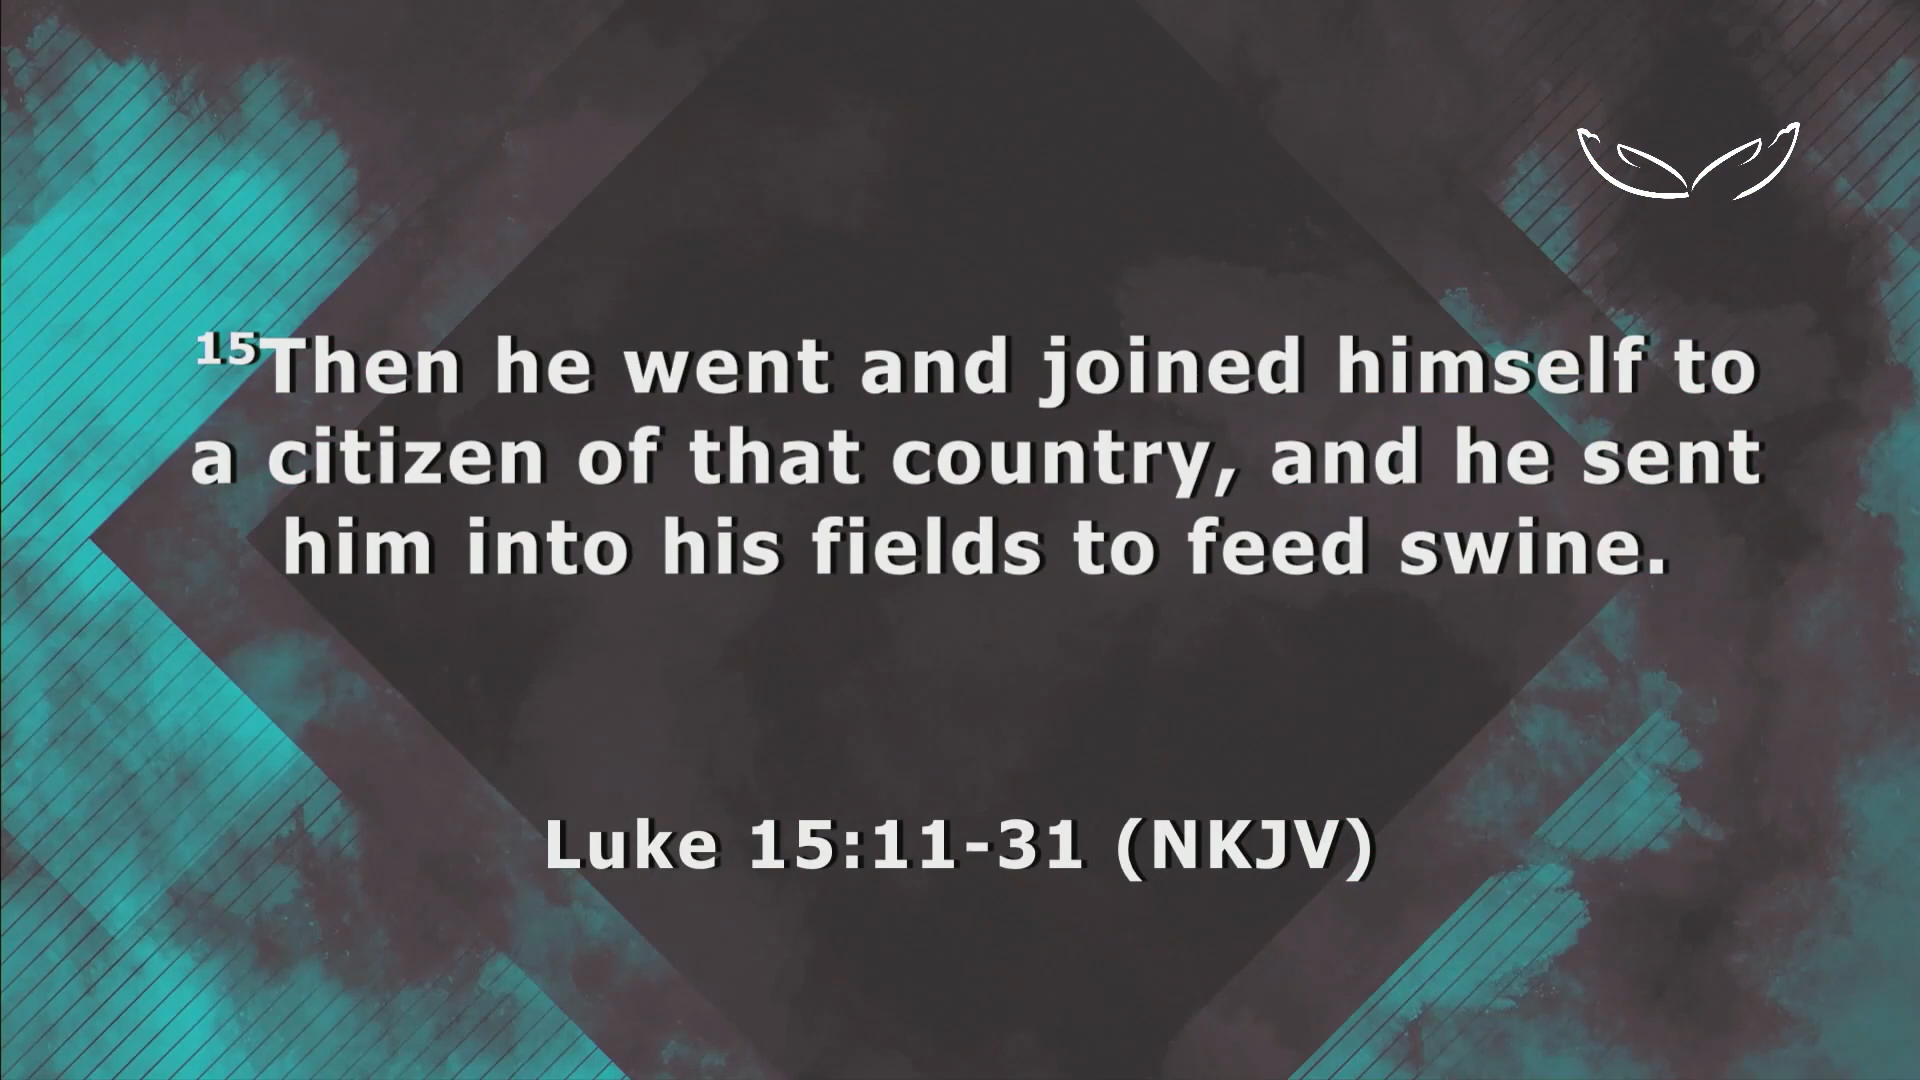 15Then he went and joined himself to
a citizen of that country, and he sent
him into his fields to feed swine.
Luke 15:11-31 (NKJV)